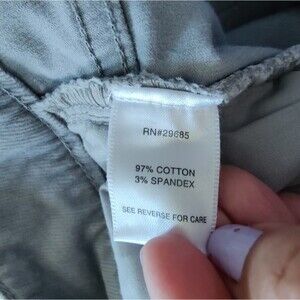 RN#29685
97% COTTON
3% SPANDEX
SEE REVERSE FOR CARE